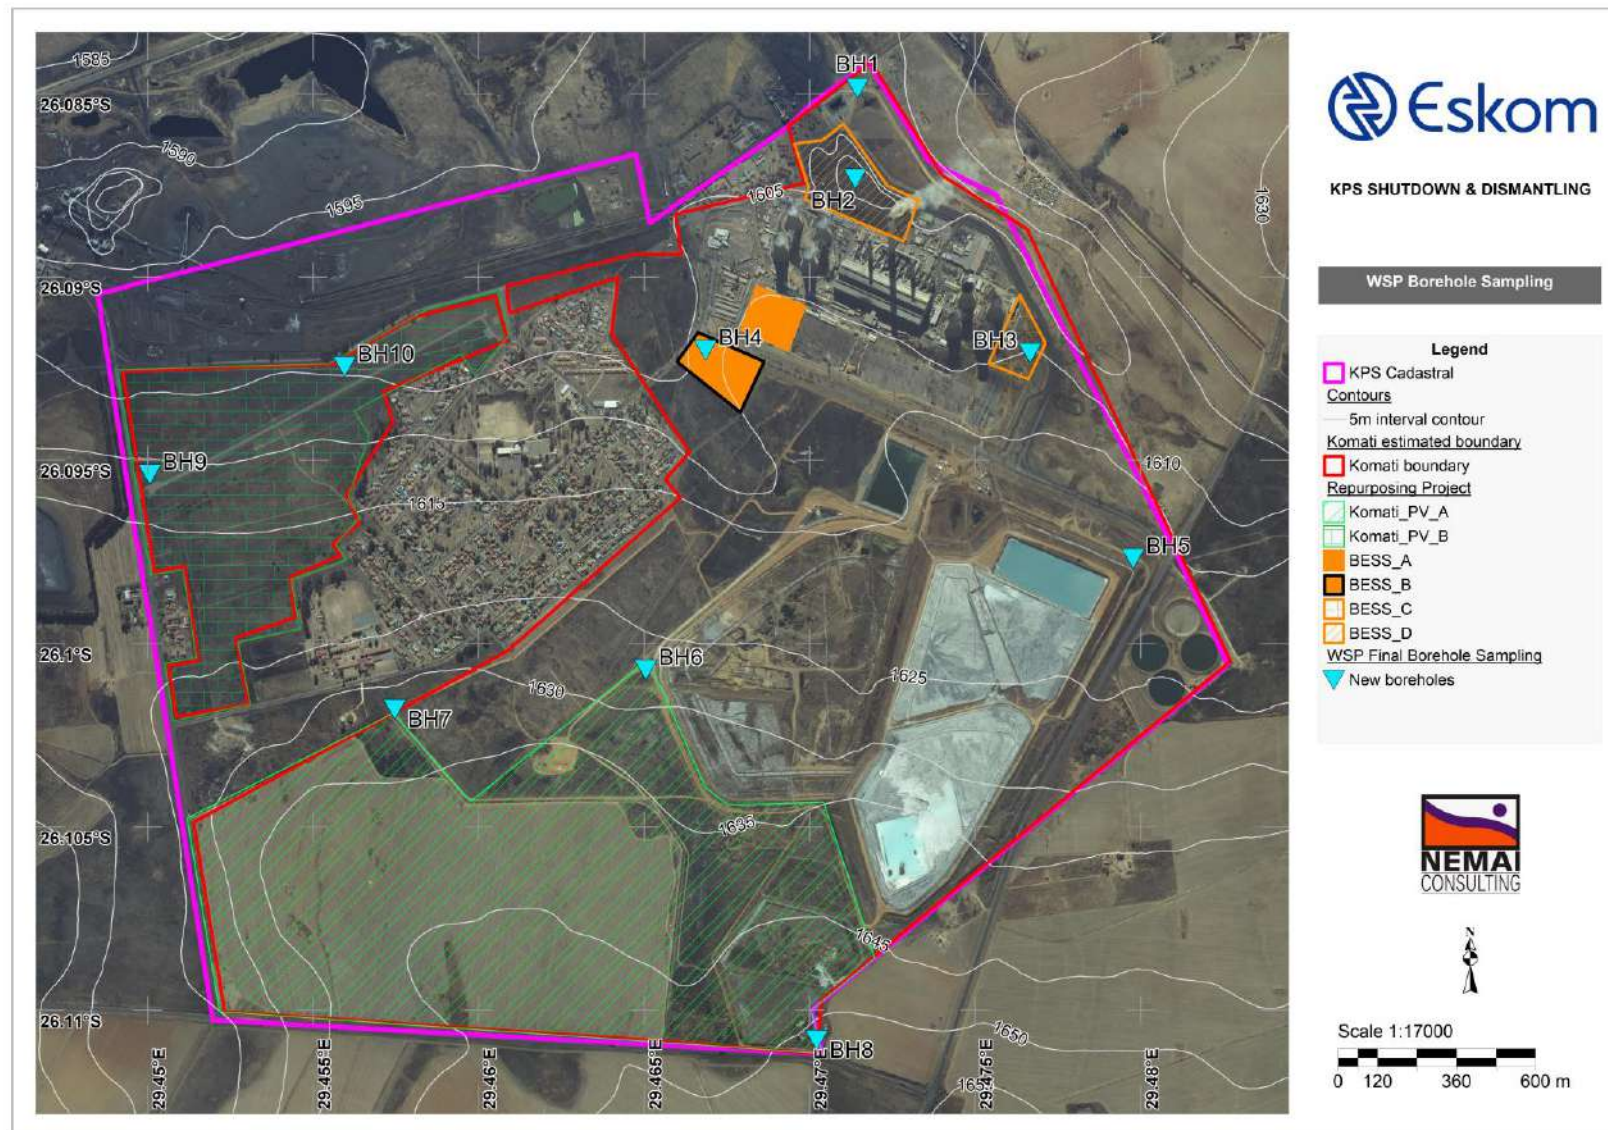 1585
BH1
26.085°S
1590
BH2
1605
1595
1630
26.09°S
BH4
BH3
BH10
BH9
26.095°S
1610
1615
BH5
26.1°S
BH6
1625
1630
BH7
1635
26.105°S
1645
26.11°S
BH8
1650
29.45°E
29.455°E
29.46°E
29.465°E
29.47°E
29.475°E
29.48°E
Eskom
KPS SHUTDOWN & DISMANTLING
WSP Borehole Sampling
Legend
KPS Cadastral
Contours
5m interval contour
Komati estimated boundary
Komati boundary
Repurposing Project
Komati_PV_A
Komati_PV_B
BESS_A
BESS_B
BESS_C
BESS_D
WSP Final Borehole Sampling
New boreholes
NEMAI
CONSULTING
N
Scale 1:17000
0 120 360 600 m